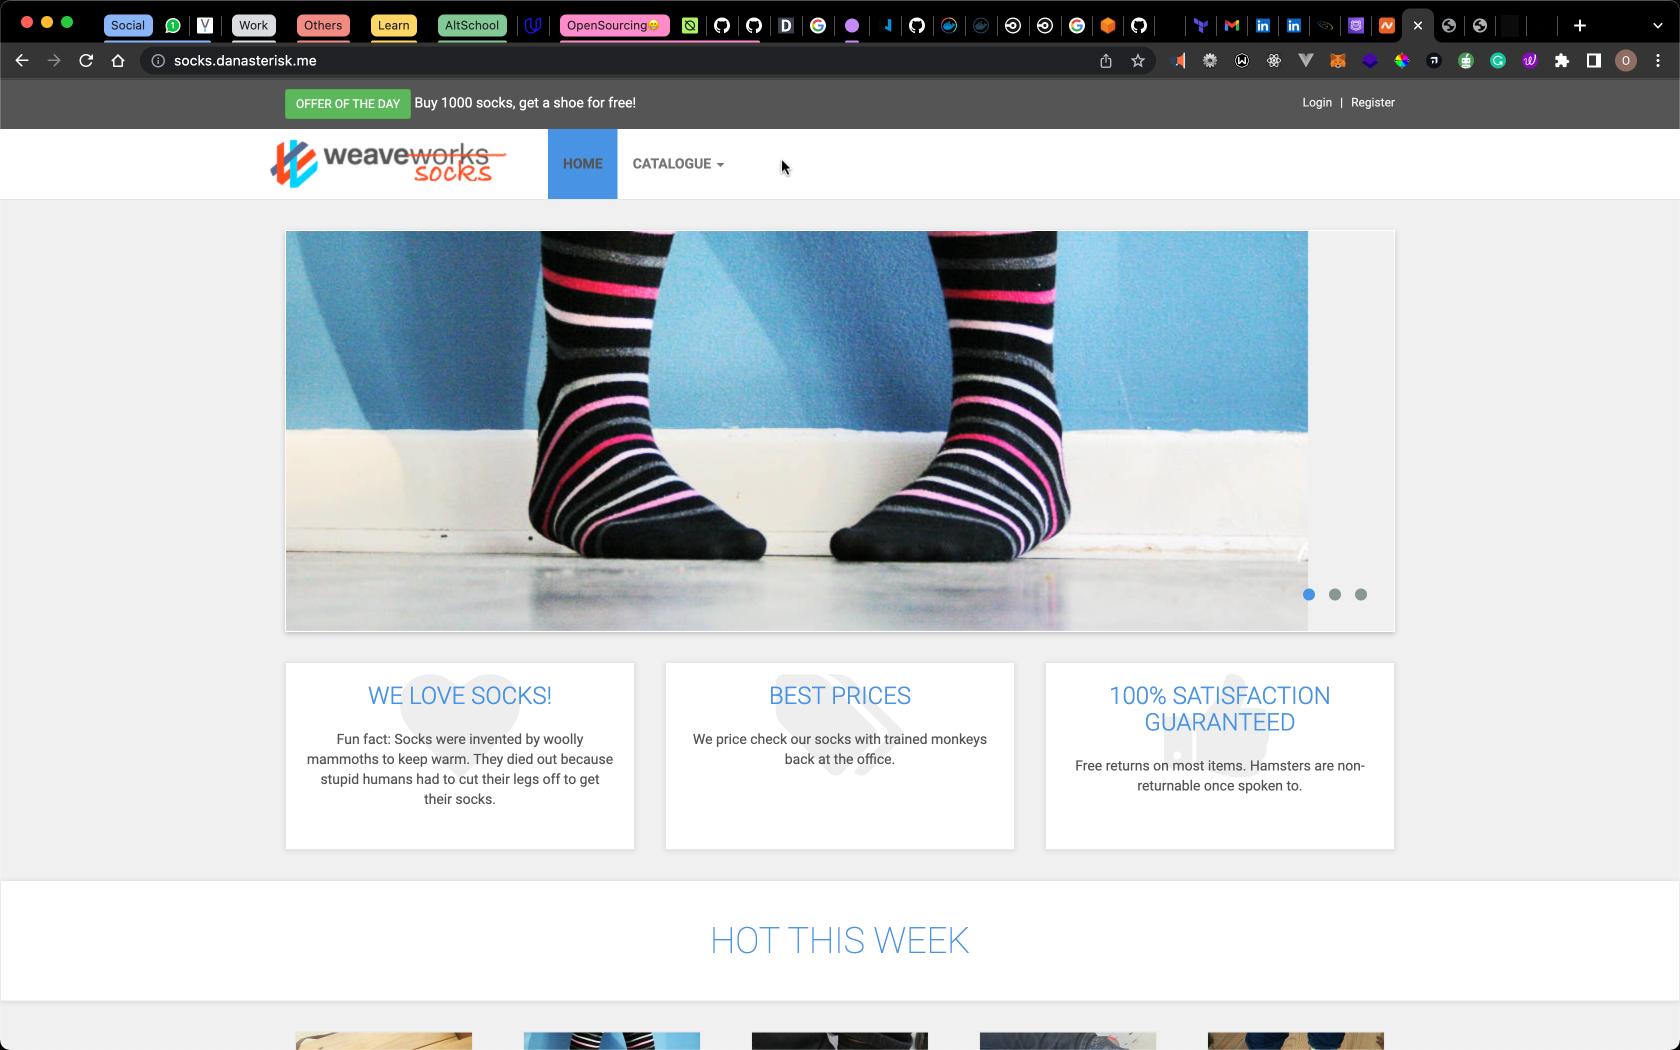 Social
Work
Others
Learn
AltSchool
OpenSourcing😁
socks.danasterisk.me
OFFER OF THE DAY Buy 1000 socks, get a shoe for free!
Login | Register
weaveworks
socks
HOME
CATALOGUE
WE LOVE SOCKS!
Fun fact: Socks were invented by woolly
mammoths to keep warm. They died out because
stupid humans had to cut their legs off to get
their socks.
BEST PRICES
We price check our socks with trained monkeys
back at the office.
100% SATISFACTION
GUARANTEED
Free returns on most items. Hamsters are non-
returnable once spoken to.
HOT THIS WEEK